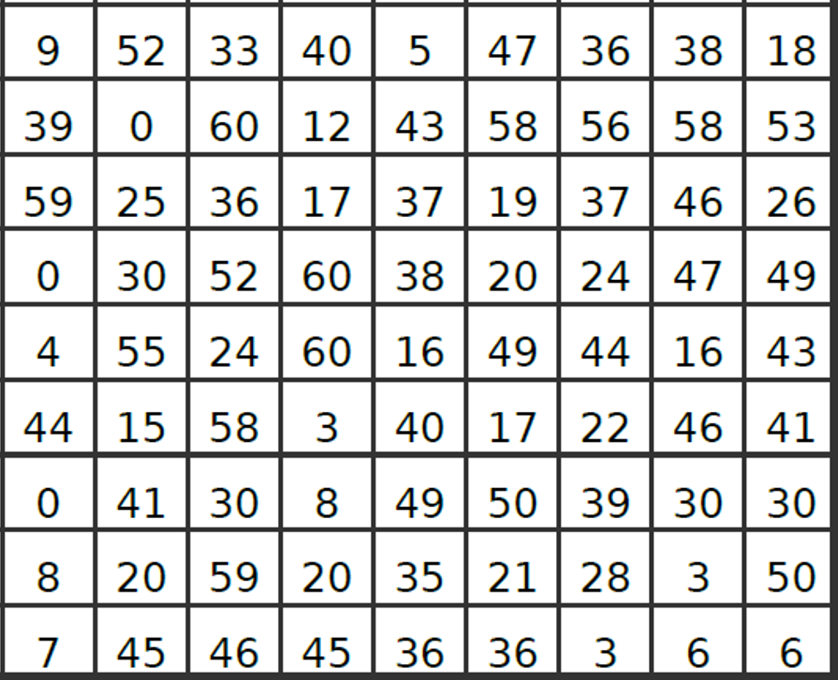 9 52 33 40 5 47 36 38 18
39 0 60 12 43 58 56 58 53
59 25 36 17 37 19 37 46 26
0 30 52 60 38 20 24 47 49
4 55 24 60 16 49 44 16 43
44 15 58 3 40 17 22 46 41
0 41 30 8 49 50 39 30 30
8 20 59 20 35 21 28 3 50
7 45 46 45 36 36 3 6 6